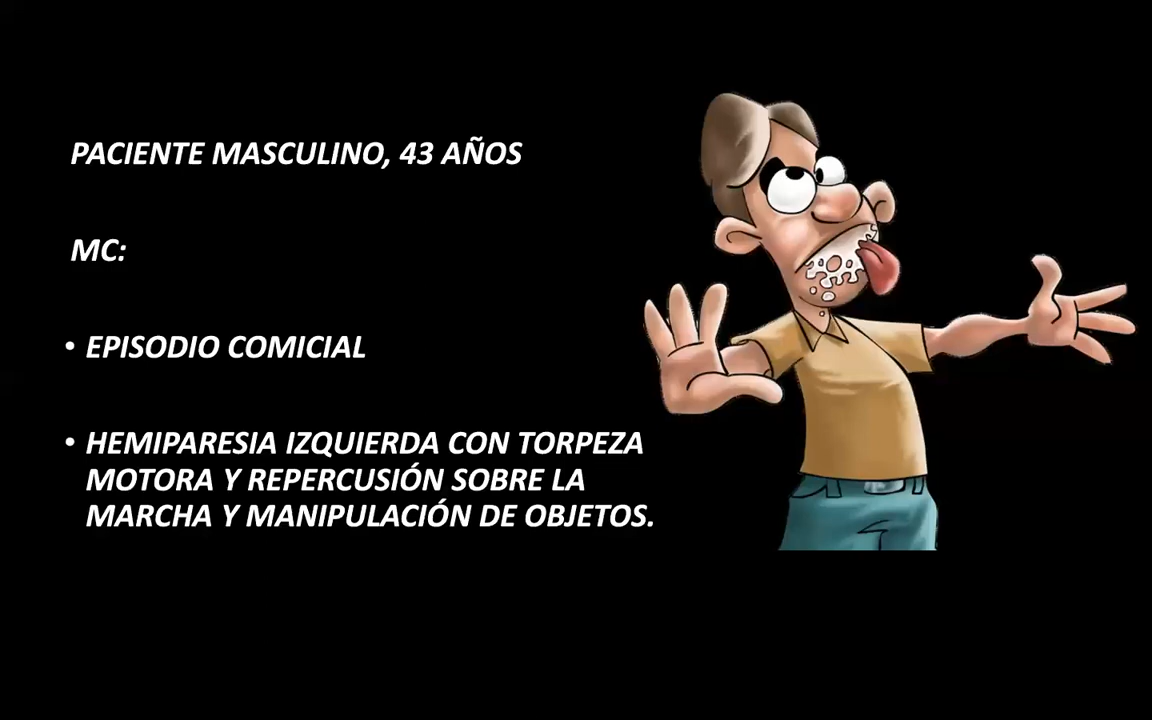 PACIENTE MASCULINO, 43 AÑOS
MC:
• EPISODIO COMICIAL
• HEMIPARESIA IZQUIERDA CON TORPEZA
MOTORA Y REPERCUSIÓN SOBRE LA
MARCHA Y MANIPULACIÓN DE OBJETOS.